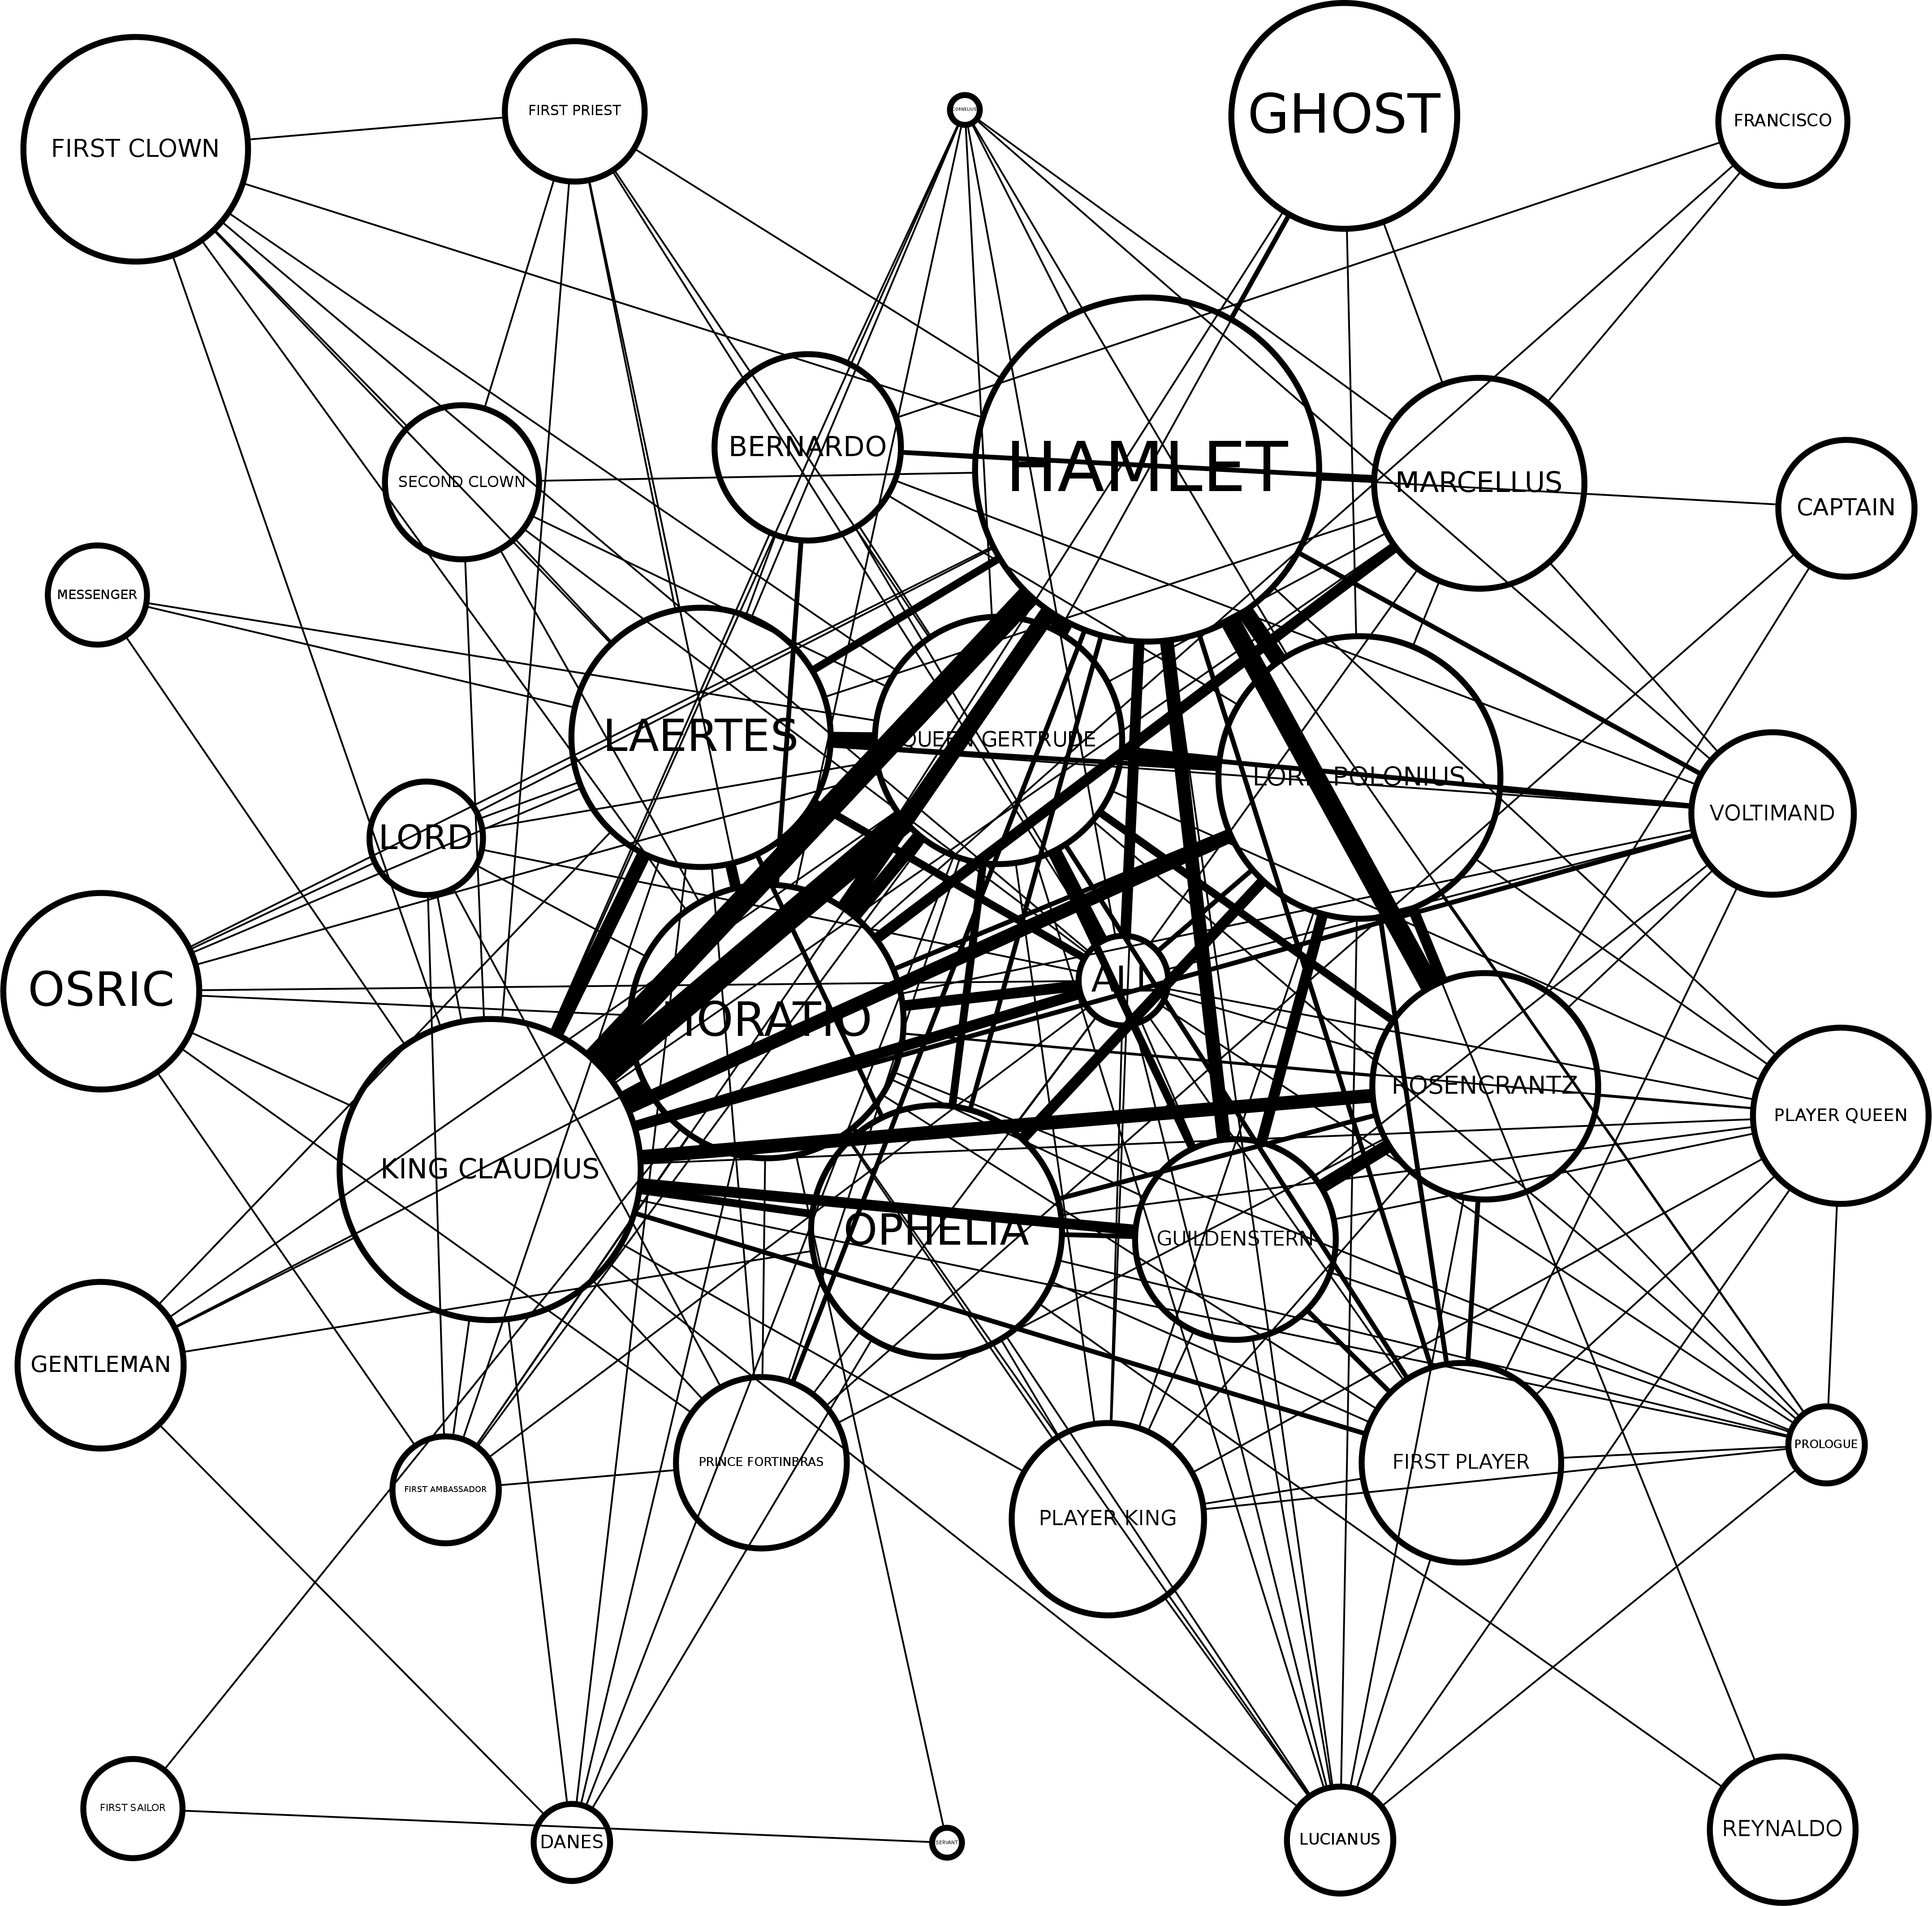 FIRST CLOWN
FIRST PRIEST
CORNELIUS
GHOST
FRANCISCO
BERNARDO
HAMLET
MARCELLUS
SECOND CLOWN
CAPTAIN
MESSENGER
LAERTES
QUEEN GERTRUDE
LORD POLONIUS
VOLTIMAND
LORD
OSRIC
HORATIO
ALL
ROSENCRANTZ
PLAYER QUEEN
KING CLAUDIUS
OPHELIA
GUILDENSTERN
GENTLEMAN
FIRST AMBASSADOR
PRINCE FORTINBRAS
PLAYER KING
FIRST PLAYER
PROLOGUE
FIRST SAILOR
DANES
SERVANT
LUCIANUS
REYNALDO